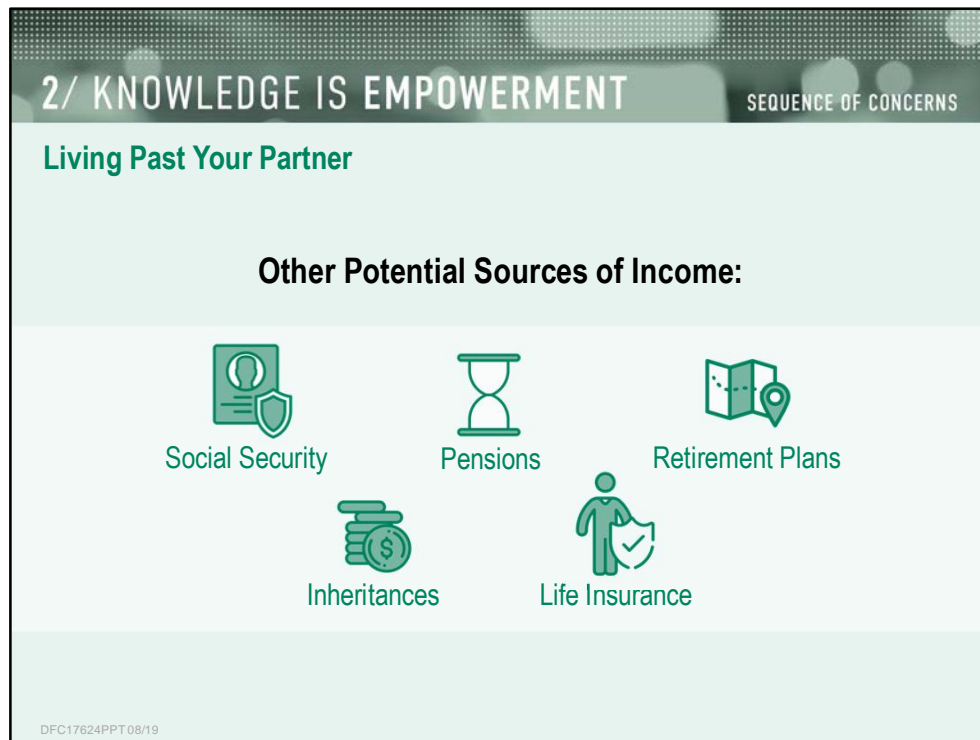 2/ KNOWLEDGE IS EMPOWERMENT
SEQUENCE OF CONCERNS
Living Past Your Partner
Other Potential Sources of Income:
Social Security
Pensions
Retirement Plans
$
Inheritances
Life Insurance
DFC17624PPT 08/19